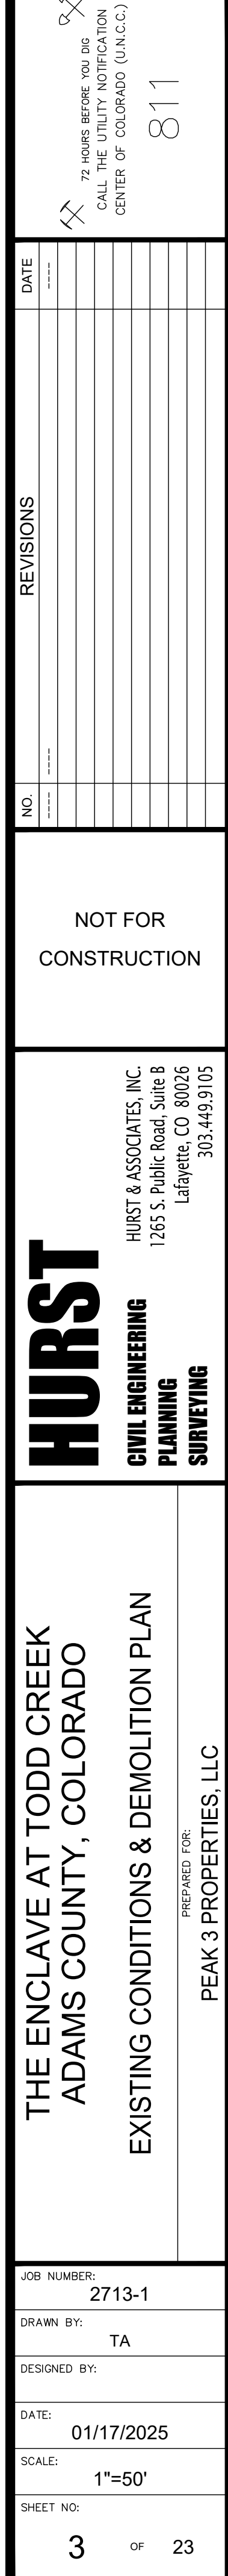 72 HOURS BEFORE YOU DIG
CALL THE UTILITY NOTIFICATION
CENTER OF COLORADO (U.N.C.C.)
811
NO. REVISIONS DATE
---- ---- ----
NOT FOR
CONSTRUCTION
HURST
CIVIL ENGINEERING
PLANNING
SURVEYING
HURST & ASSOCIATES, INC.
1265 S. Public Road, Suite B
Lafayette, CO 80026
303.449.9105
THE ENCLAVE AT TODD CREEK
ADAMS COUNTY, COLORADO
EXISTING CONDITIONS & DEMOLITION PLAN
PREPARED FOR:
PEAK 3 PROPERTIES, LLC
JOB NUMBER:
2713-1
DRAWN BY:
TA
DESIGNED BY:
DATE:
01/17/2025
SCALE:
1"=50'
SHEET NO:
3 OF 23